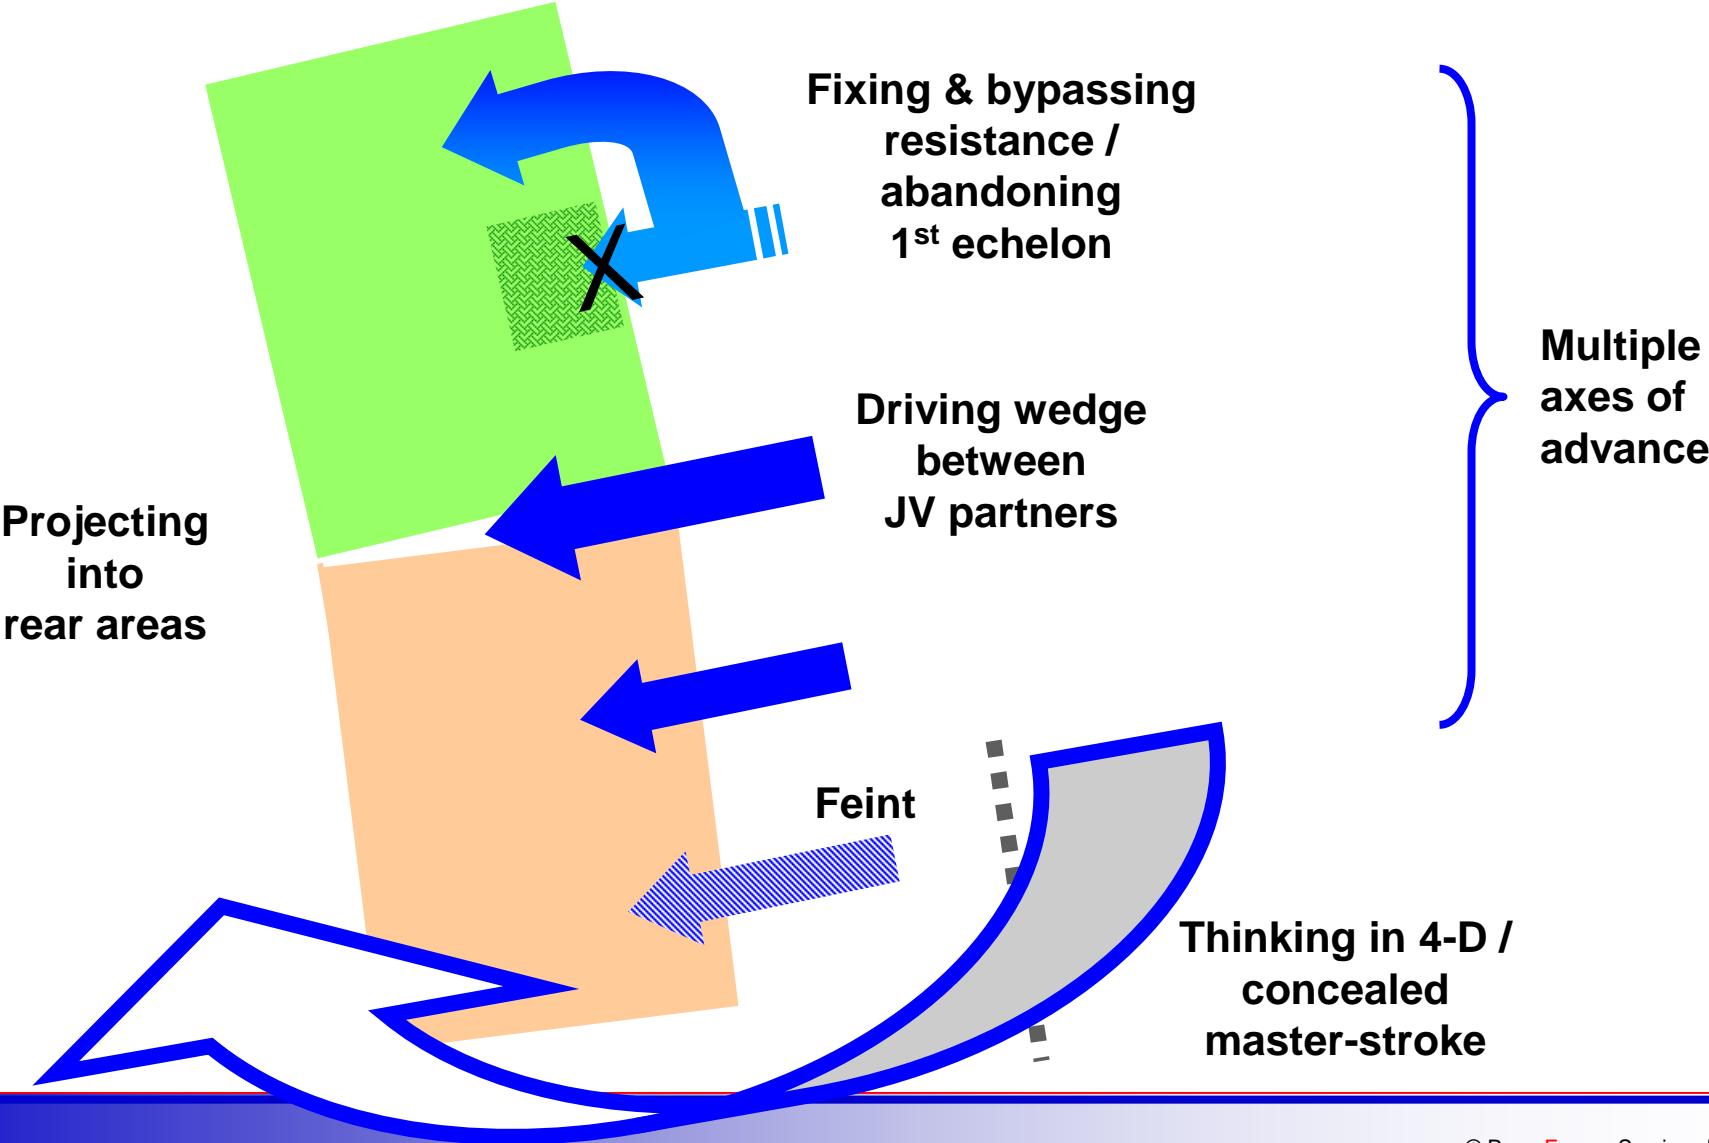 Fixing & bypassing
resistance /
abandoning
1st echelon
Multiple
axes of
advance
Driving wedge
between
JV partners
Projecting
into
rear areas
Feint
Thinking in 4-D /
concealed
master-stroke